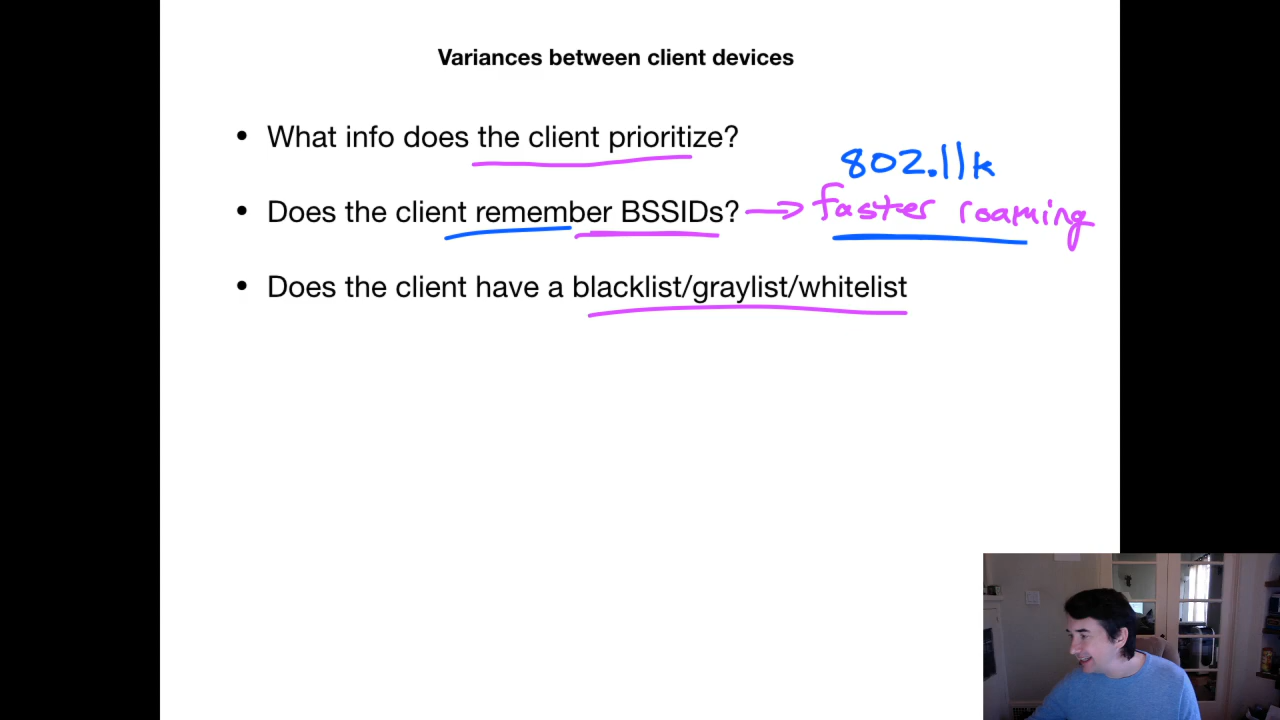 Variances between client devices
• What info does the client prioritize?
802.11k
• Does the client remember BSSIDs? → faster roaming
• Does the client have a blacklist/graylist/whitelist